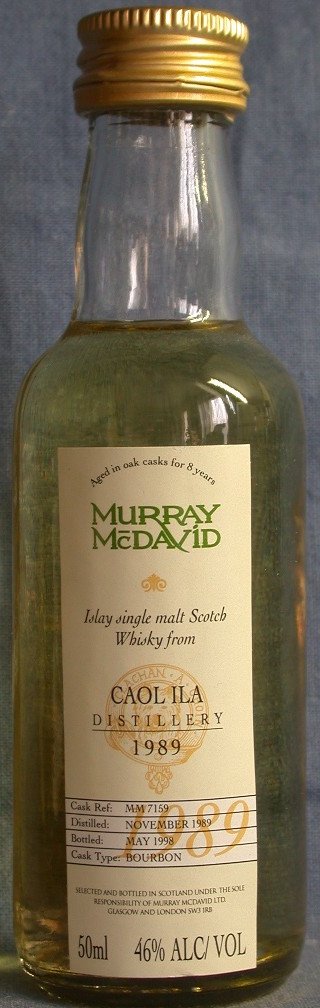 Aged in oak casks for 8 years
MURRAY
McDAVID
Islay single malt Scotch
Whisky from
CAOL ILA
DISTILLERY
1989
1989
Cask Ref: MM 7159
Distilled: NOVEMBER 1989
Bottled: MAY 1998
Cask Type: BOURBON
SELECTED AND BOTTLED IN SCOTLAND UNDER THE SOLE
RESPONSIBILITY OF MURRAY MCDAVID LTD.
GLASGOW AND LONDON SW3 1RB
50ml 46% ALC/VOL